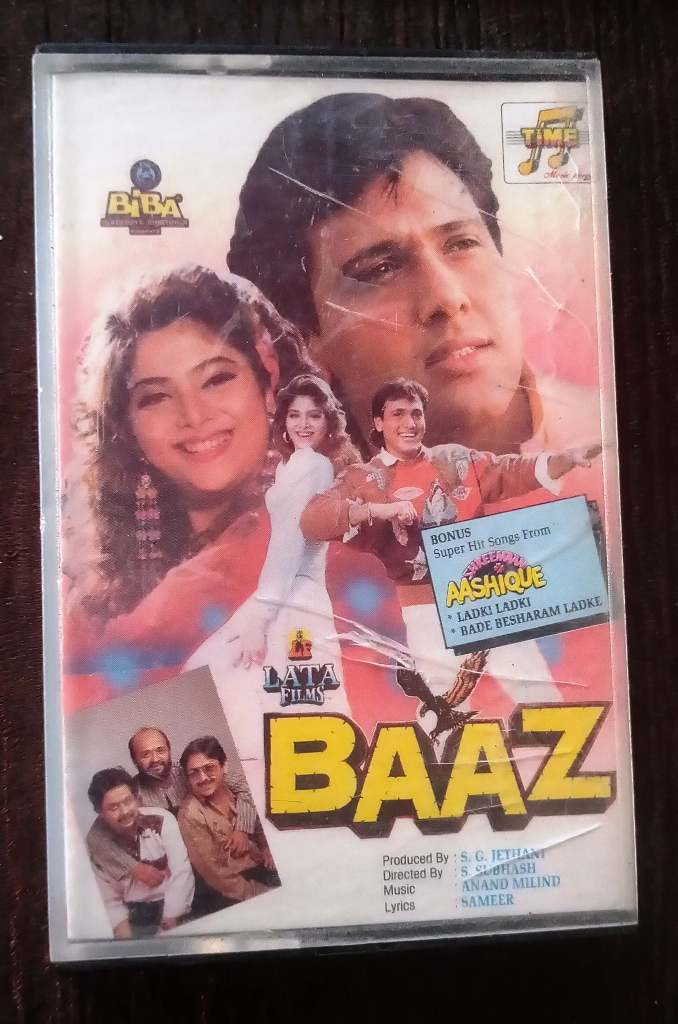 TIME
BiBA
BONUS
Super Hit Songs From
SHREEMAAN
AASHIQUE
* LADKI LADKI
* BADE BESHARAM LADKE
LATA
FILMS
BAAZ
Produced By : S. G. JETHANI
Directed By : S. SUBHASH
Music : ANAND MILIND
Lyrics : SAMEER